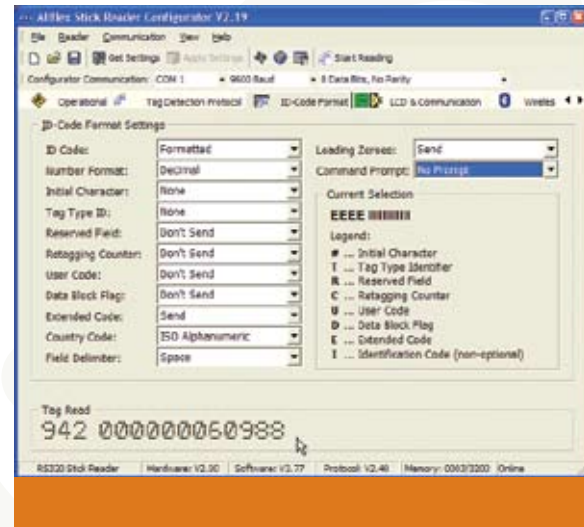 Allflex Stick Reader Configurator V2.19
File Reader Communication View Help
Get Settings Apply Settings Start Reading
Configurator Communication: COM 1 9600 Baud 8 Data Bits, No Parity
Operational Tag Detection Protocol ID-Code Format LCD & Communication Wireles
ID-Code Format Settings
ID Code: Formatted Leading Zeroes: Send
Number Format: Decimal Command Prompt: No Prompt
Initial Character: None Current Selection
Tag Type ID: None EEEE IIIIIIIIIIII
Reserved Field: Don't Send Legend:
Retagging Counter: Don't Send # ... Initial Character
User Code: Don't Send T ... Tag Type Identifier
Data Block Flag: Don't Send R ... Reserved Field
Extended Code: Send C ... Retagging Counter
Country Code: ISO Alphanumeric U ... User Code
Field Delimiter: Space D ... Data Block Flag
E ... Extended Code
I ... Identification Code (non-optional)
Tag Read
942 000000060988
RS320 Stick Reader Hardware: V2.00 Software: V3.77 Protocol: V2.48 Memory: 0063/3200 Online